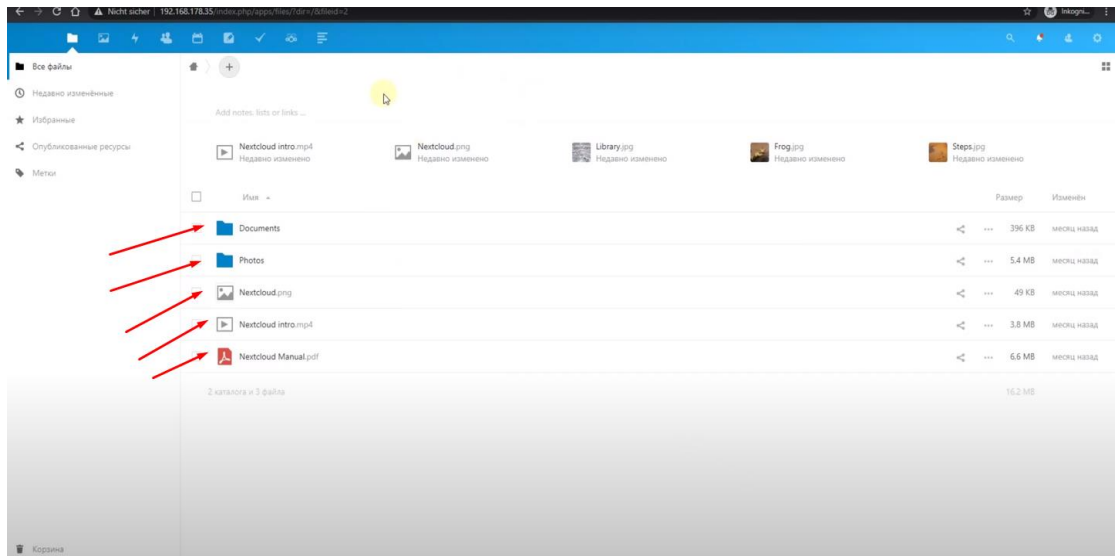 Nicht sicher | 192.168.178.35/index.php/apps/files/?dir=/&fileid=2
Inkogni...
Все файлы
Недавно изменённые
Избранные
Опубликованные ресурсы
Метки
Корзина
Add notes, lists or links ...
Nextcloud intro.mp4
Недавно изменено
Nextcloud.png
Недавно изменено
Library.jpg
Недавно изменено
Frog.jpg
Недавно изменено
Steps.jpg
Недавно изменено
Имя Размер Изменён
Documents 396 KB месяц назад
Photos 5.4 MB месяц назад
Nextcloud.png 49 KB месяц назад
Nextcloud intro.mp4 3.8 MB месяц назад
Nextcloud Manual.pdf 6.6 MB месяц назад
2 каталога и 3 файла 16.2 MB